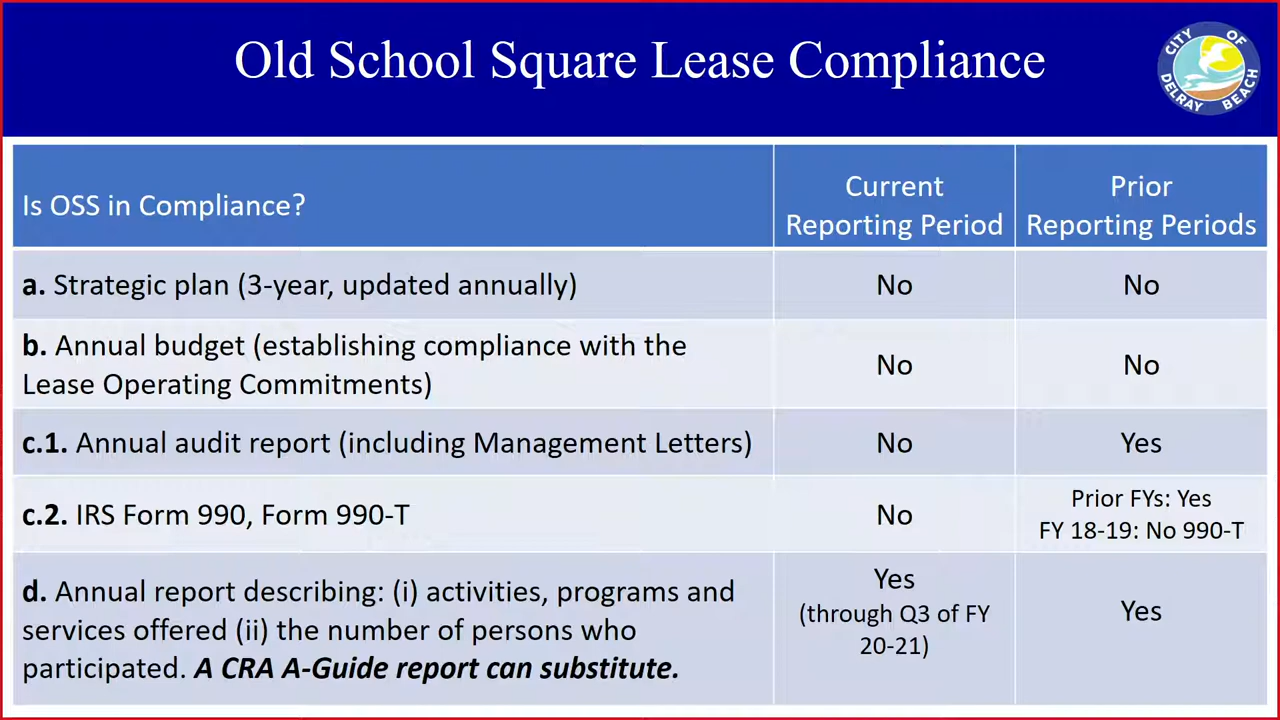 Old School Square Lease Compliance
CITY OF
DELRAY BEACH
Is OSS in Compliance?
Current
Reporting Period
Prior
Reporting Periods
a. Strategic plan (3-year, updated annually)
No
No
b. Annual budget (establishing compliance with the
Lease Operating Commitments)
No
No
c.1. Annual audit report (including Management Letters)
No
Yes
c.2. IRS Form 990, Form 990-T
No
Prior FYs: Yes
FY 18-19: No 990-T
d. Annual report describing: (i) activities, programs and
services offered (ii) the number of persons who
participated. A CRA A-Guide report can substitute.
Yes
(through Q3 of FY
20-21)
Yes